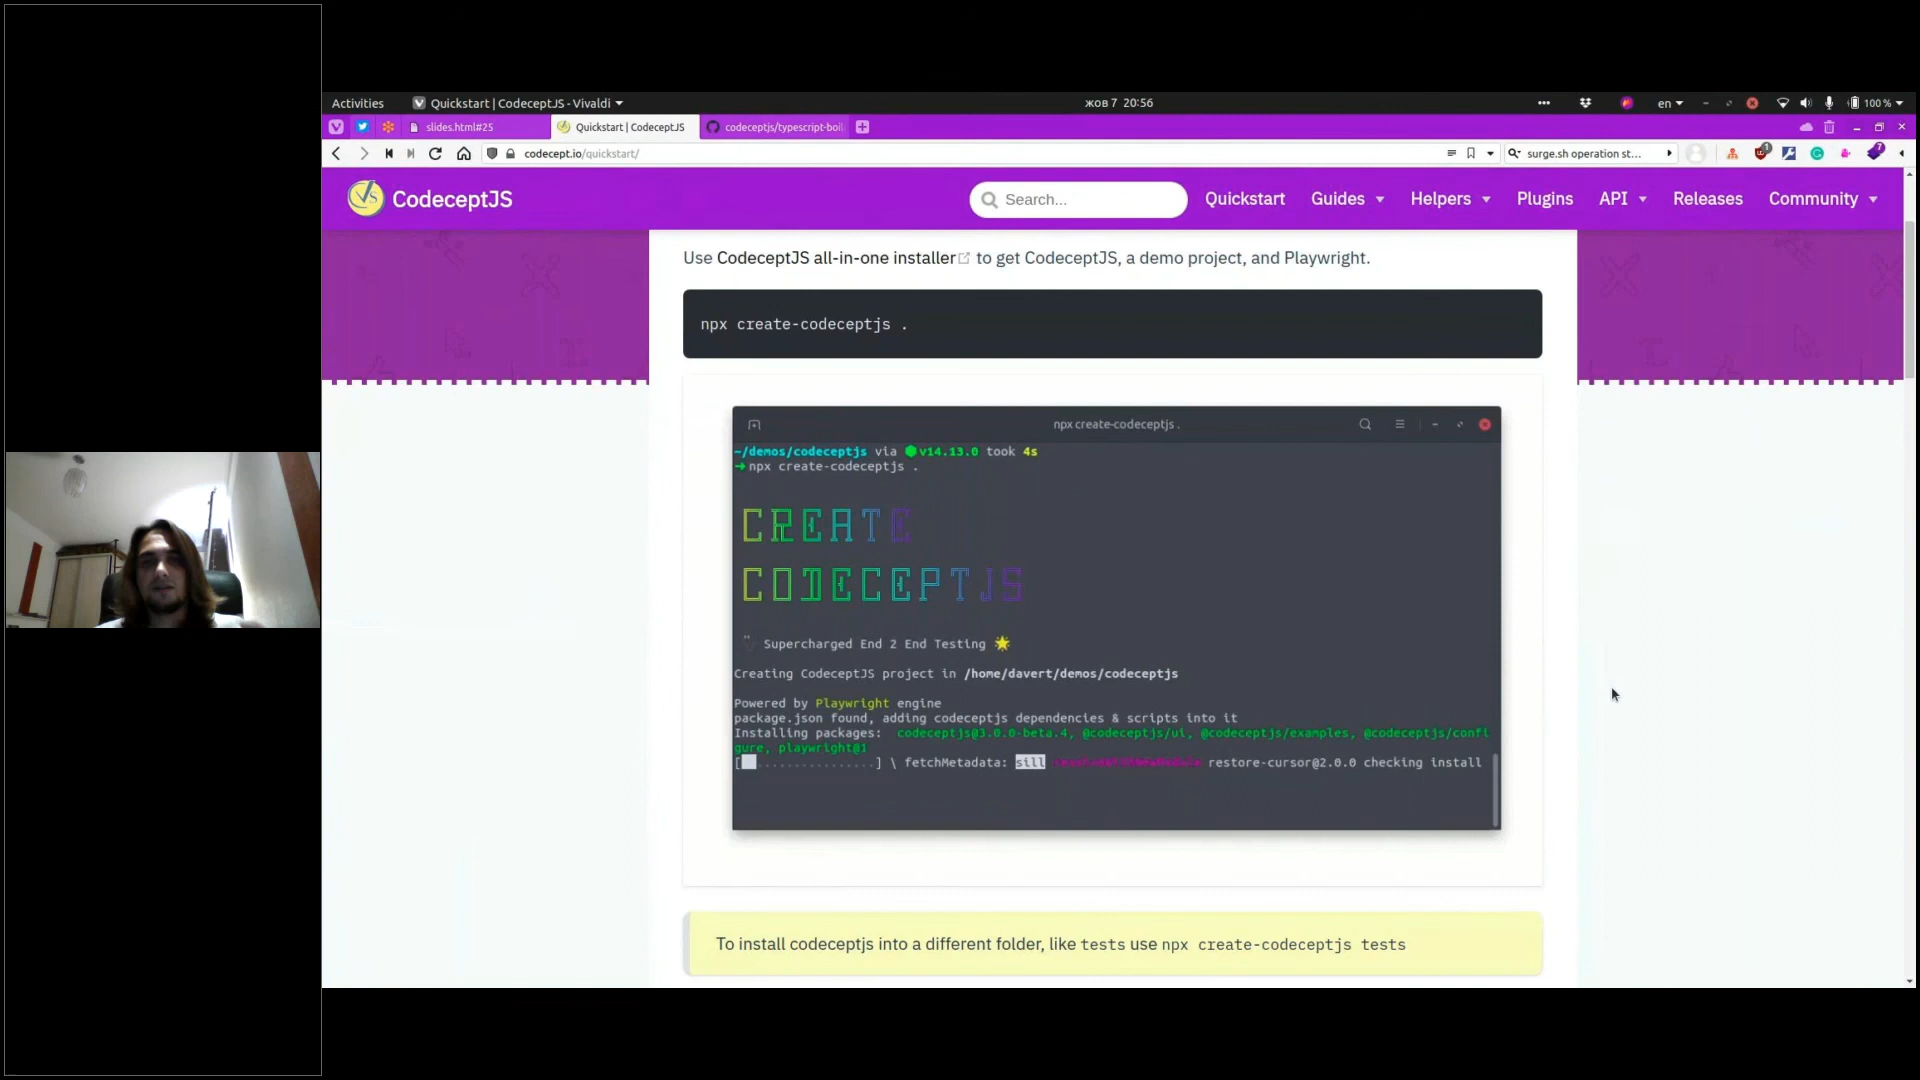 Activities
Quickstart | CodeceptJS - Vivaldi
жов 7 20:56
en
100 %
slides.html#25
Quickstart | CodeceptJS
codeceptjs/typescript-boil
codecept.io/quickstart/
surge.sh operation st...
1
7
CodeceptJS
Search...
Quickstart
Guides
Helpers
Plugins
API
Releases
Community
Use CodeceptJS all-in-one installer to get CodeceptJS, a demo project, and Playwright.
npx create-codeceptjs .
npx create-codeceptjs .
~/demos/codeceptjs via v14.13.0 took 4s
npx create-codeceptjs .
CREATE
CODECEPTJS
Supercharged End 2 End Testing
Creating CodeceptJS project in /home/davert/demos/codeceptjs
Powered by Playwright engine
package.json found, adding codeceptjs dependencies & scripts into it
Installing packages: codeceptjs@3.0.0-beta.4, @codeceptjs/ui, @codeceptjs/examples, @codeceptjs/confi
gure, playwright@1
[ ................] \ fetchMetadata: sill restore-cursor@2.0.0 checking install
To install codeceptjs into a different folder, like tests use npx create-codeceptjs tests